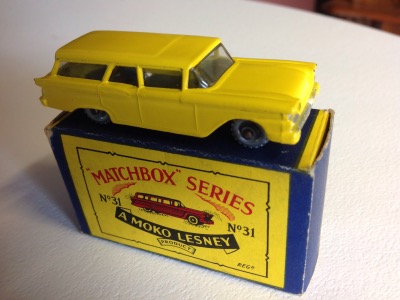 "MATCHBOX" SERIES
Nº31 Nº31
A MOKO LESNEY
PRODUCT
REGD